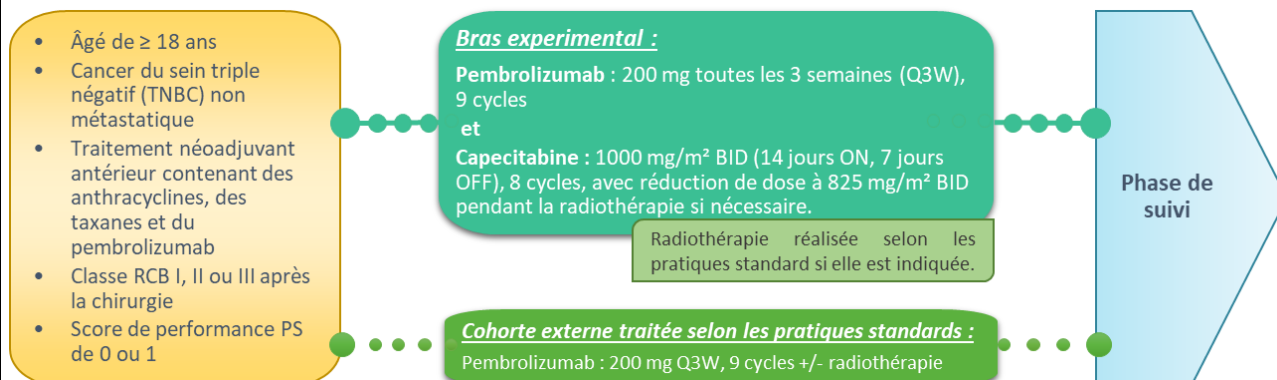 • Âgé de ≥ 18 ans
• Cancer du sein triple
négatif (TNBC) non
métastatique
• Traitement néoadjuvant
antérieur contenant des
anthracyclines, des
taxanes et du
pembrolizumab
• Classe RCB I, II ou III après
la chirurgie
• Score de performance PS
de 0 ou 1
Bras experimental :
Pembrolizumab : 200 mg toutes les 3 semaines (Q3W),
9 cycles
et
Capecitabine : 1000 mg/m² BID (14 jours ON, 7 jours
OFF), 8 cycles, avec réduction de dose à 825 mg/m² BID
pendant la radiothérapie si nécessaire.
Radiothérapie réalisée selon les
pratiques standard si elle est indiquée.
Cohorte externe traitée selon les pratiques standards :
Pembrolizumab : 200 mg Q3W, 9 cycles +/- radiothérapie
Phase de
suivi